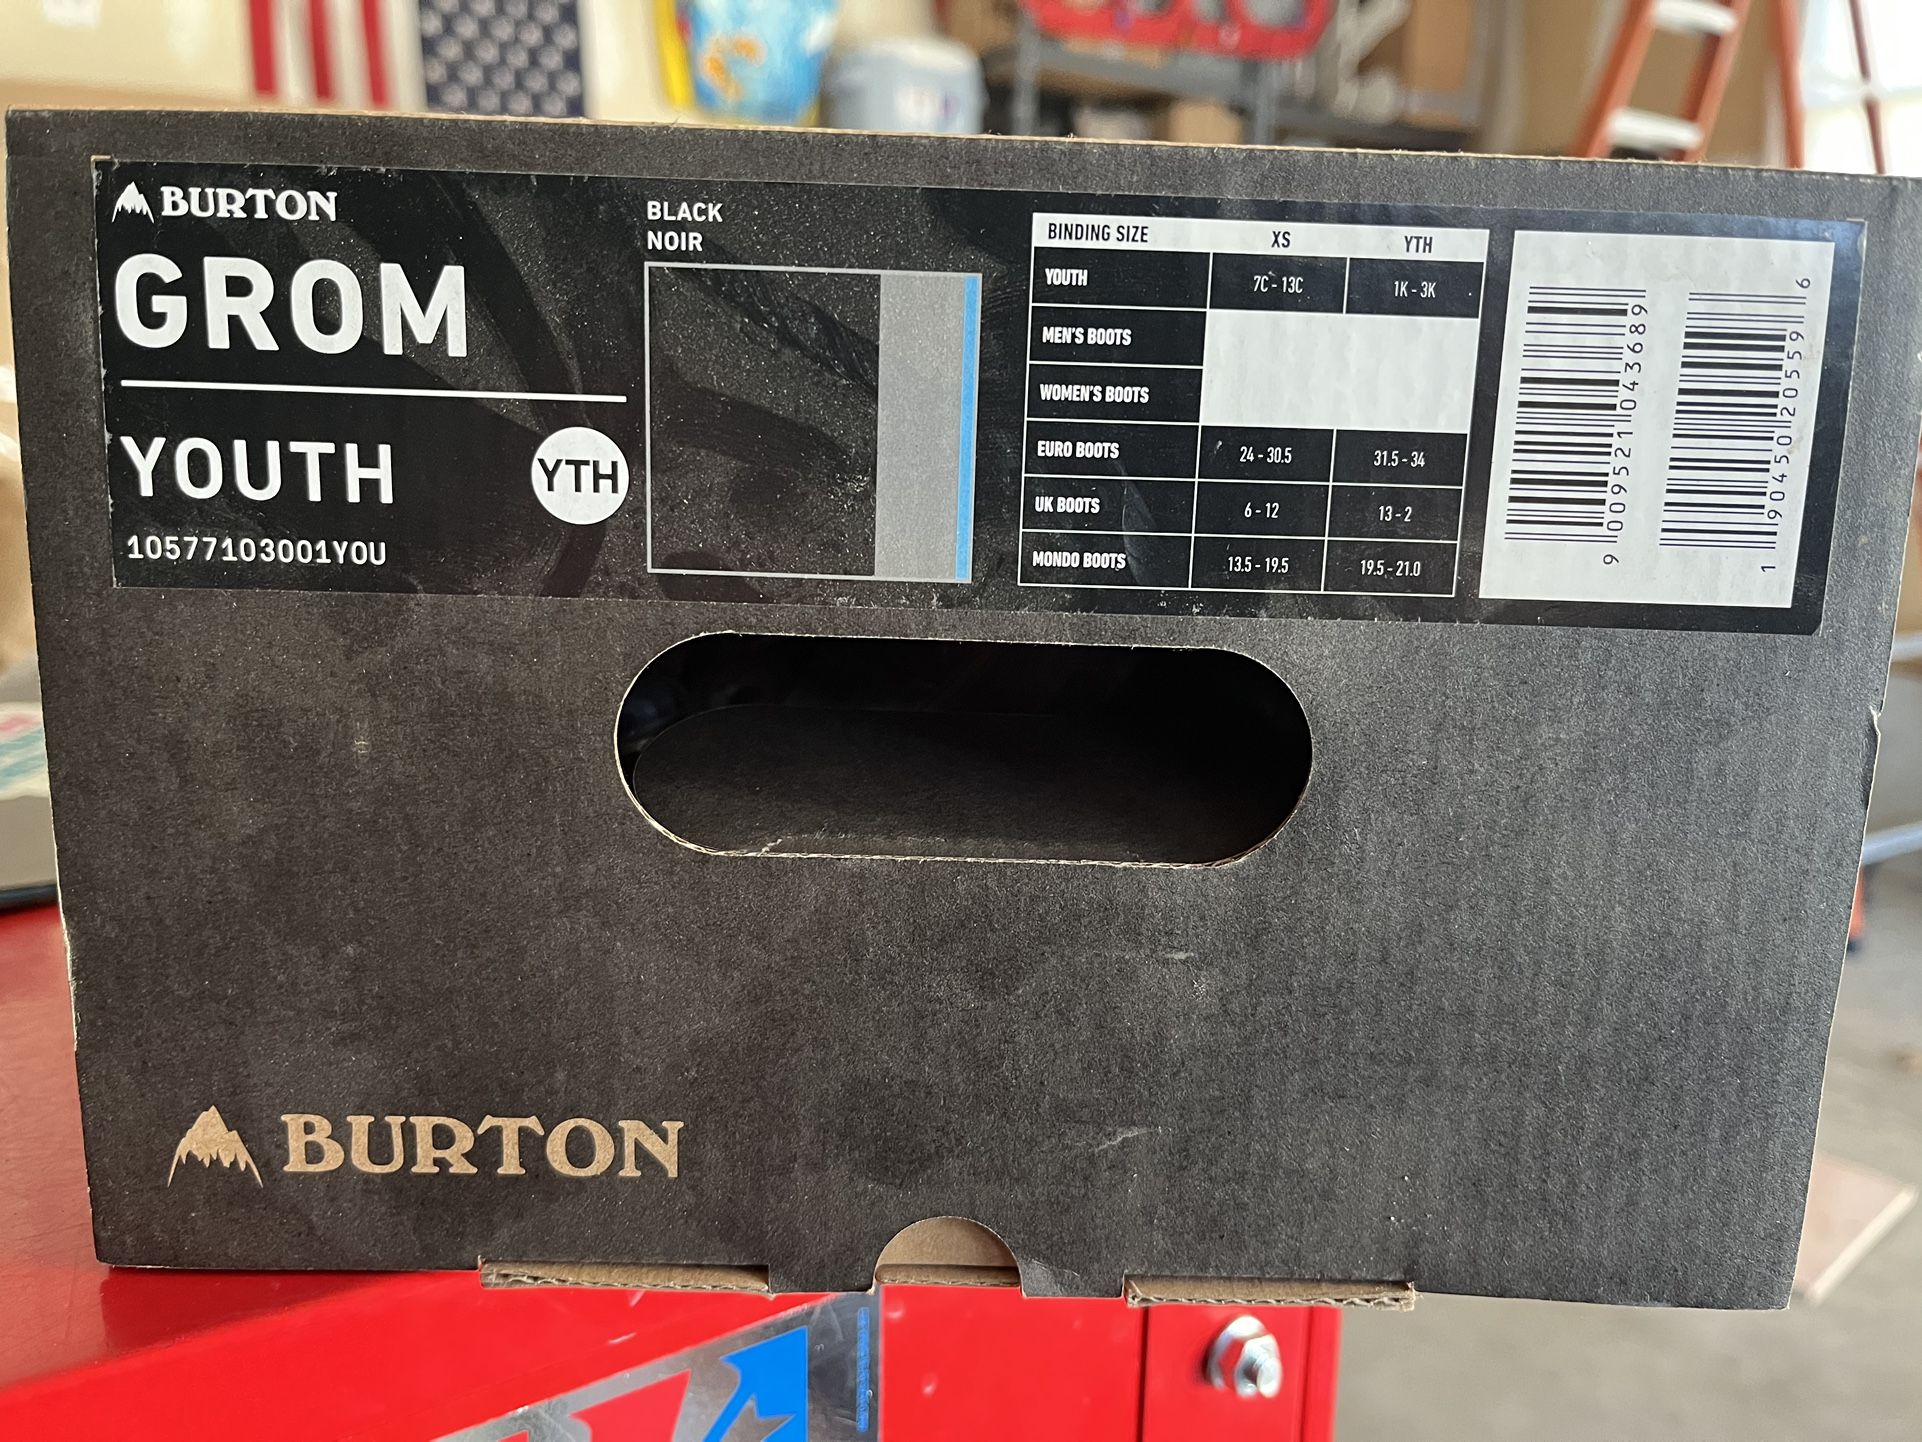 BURTON
GROM
YOUTH
YTH
10577103001YOU
BLACK
NOIR
BINDING SIZE XS YTH
YOUTH 7C - 13C 1K - 3K
MEN'S BOOTS
WOMEN'S BOOTS
EURO BOOTS 24 - 30.5 31.5 - 34
UK BOOTS 6 - 12 13 - 2
MONDO BOOTS 13.5 - 19.5 19.5 - 21.0
9 009521 043689
1 90450 20559 6
BURTON